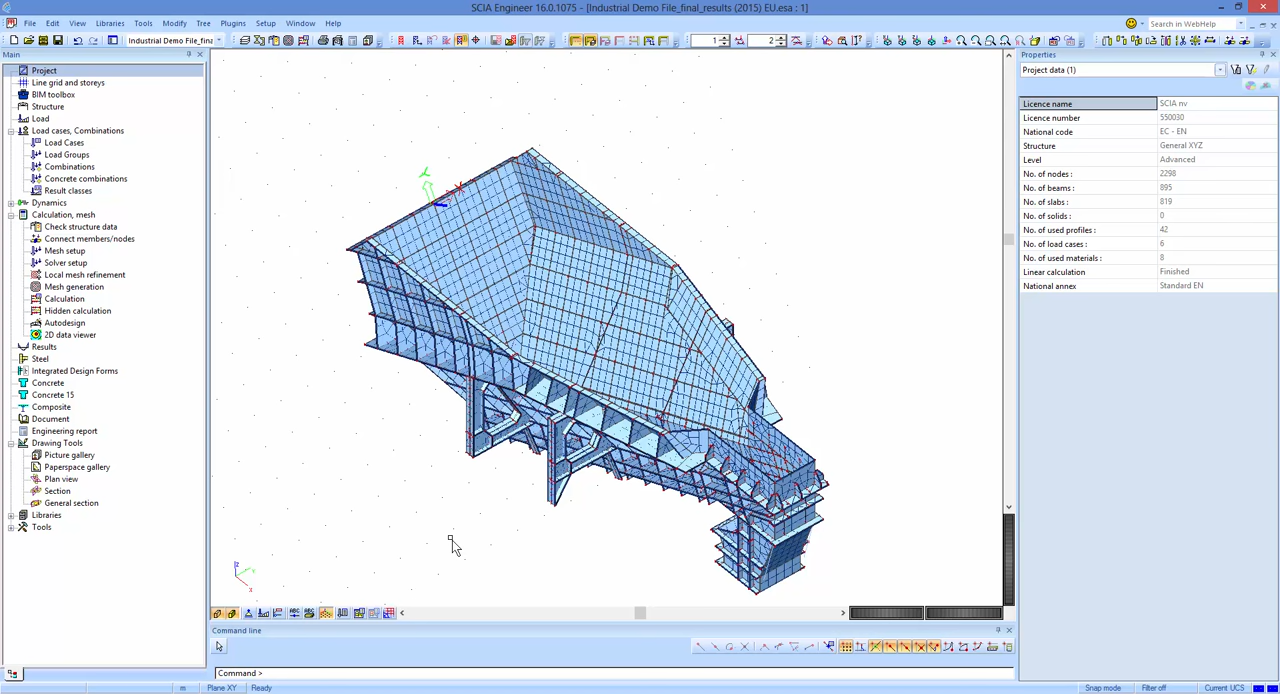 SCIA Engineer 16.0.1075 - [Industrial Demo File_final_results (2015) EU.esa : 1]
File Edit View Libraries Tools Modify Tree Plugins Setup Window Help
Search in WebHelp
Industrial Demo File_fina
1 2
Main
Project
Line grid and storeys
BIM toolbox
Structure
Load
Load cases, Combinations
Load Cases
Load Groups
Combinations
Concrete combinations
Result classes
Dynamics
Calculation, mesh
Check structure data
Connect members/nodes
Mesh setup
Solver setup
Local mesh refinement
Mesh generation
Calculation
Hidden calculation
Autodesign
2D data viewer
Results
Steel
Integrated Design Forms
Concrete
Concrete 15
Composite
Document
Engineering report
Drawing Tools
Picture gallery
Paperspace gallery
Plan view
Section
General section
Libraries
Tools
Properties
Project data (1)
Licence name SCIA nv
Licence number 550030
National code EC - EN
Structure General XYZ
Level Advanced
No. of nodes : 2298
No. of beams : 895
No. of slabs : 819
No. of solids : 0
No. of used profiles : 42
No. of load cases : 6
No. of used materials : 8
Linear calculation Finished
National annex Standard EN
Command line
Command >
m Plane XY Ready Snap mode Filter off Current UCS